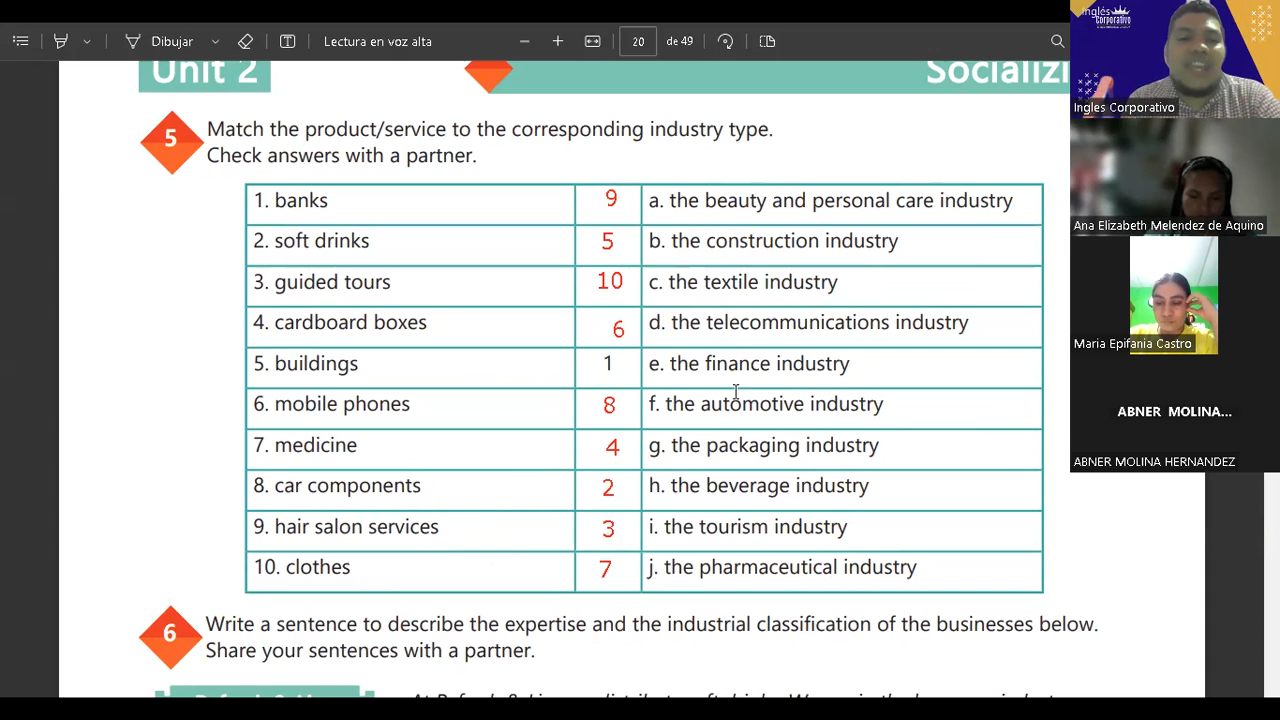 Dibujar
Lectura en voz alta
20
de 49
Inglés
Corporativo
Ingles Corporativo
Unit 2
Socializi
5
Match the product/service to the corresponding industry type.
Check answers with a partner.
1. banks 9 a. the beauty and personal care industry
2. soft drinks 5 b. the construction industry
3. guided tours 10 c. the textile industry
4. cardboard boxes 6 d. the telecommunications industry
5. buildings 1 e. the finance industry
6. mobile phones 8 f. the automotive industry
7. medicine 4 g. the packaging industry
8. car components 2 h. the beverage industry
9. hair salon services 3 i. the tourism industry
10. clothes 7 j. the pharmaceutical industry
6
Write a sentence to describe the expertise and the industrial classification of the businesses below.
Share your sentences with a partner.
Ana Elizabeth Melendez de Aquino
Maria Epifania Castro
ABNER MOLINA...
ABNER MOLINA HERNANDEZ